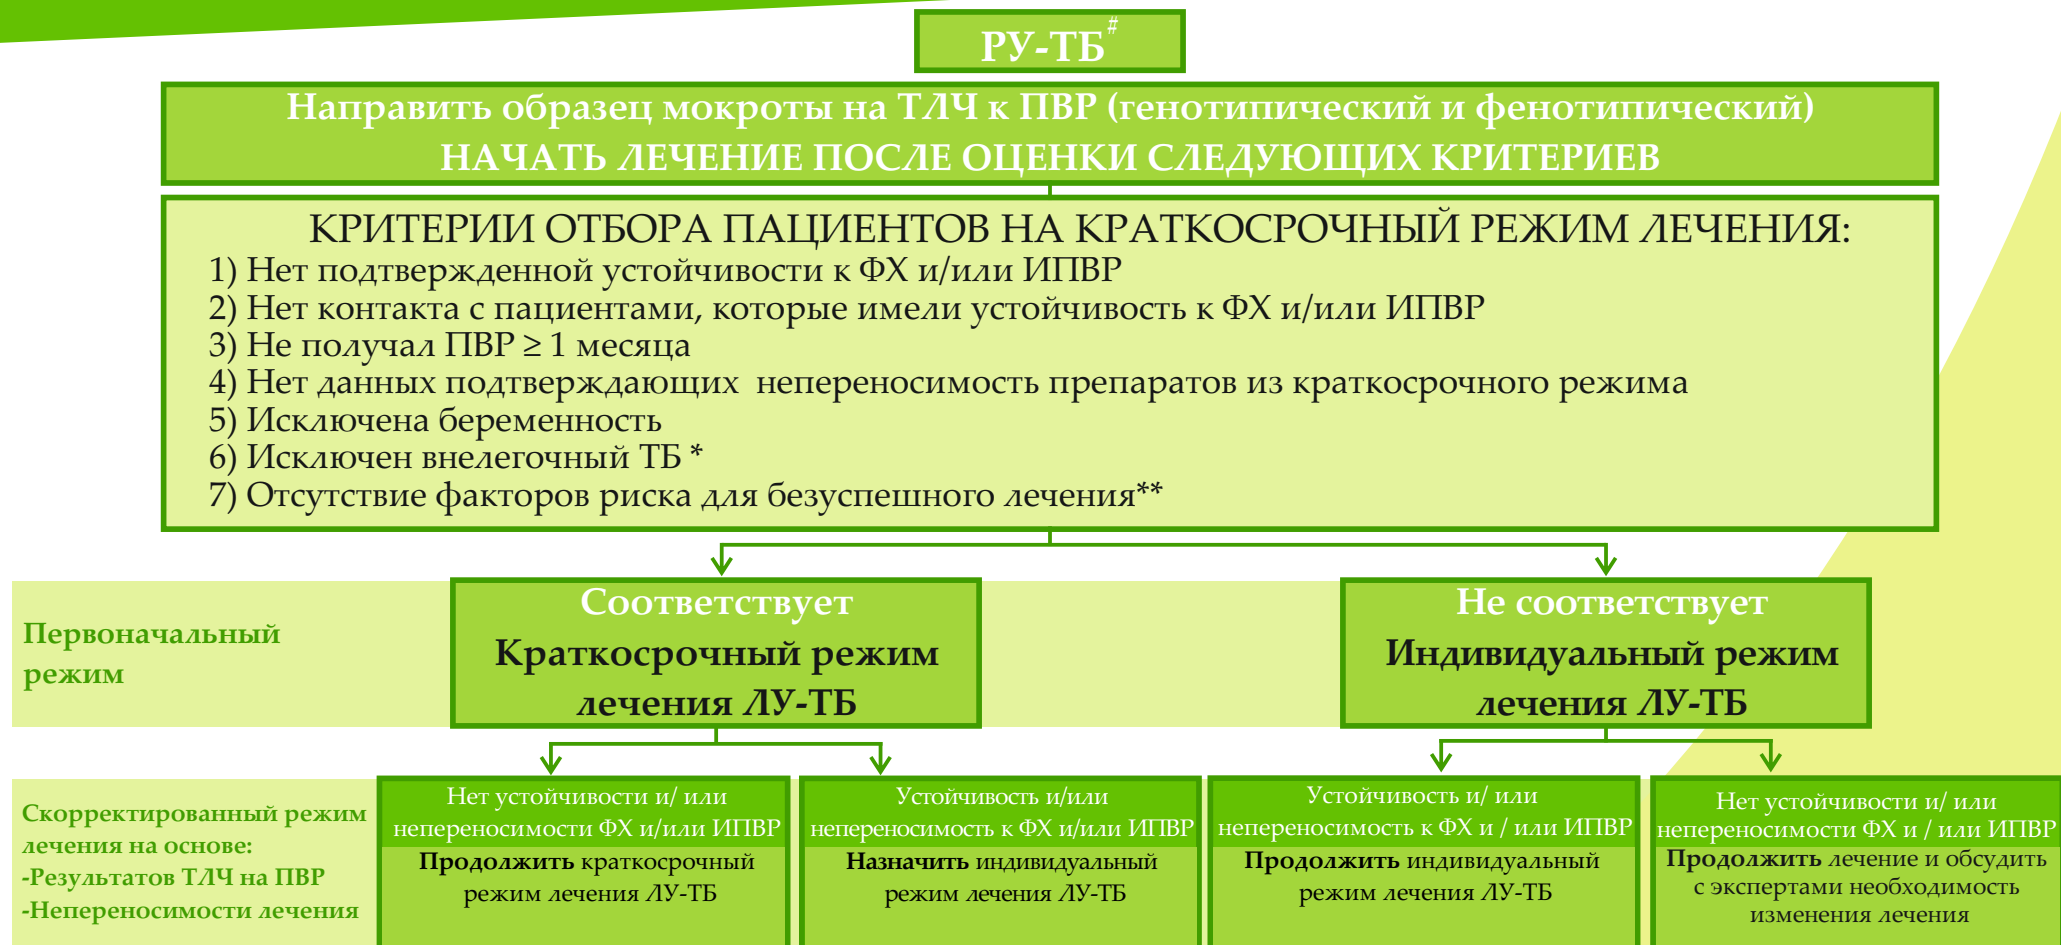 РУ-ТБ#
Направить образец мокроты на ТЛЧ к ПВР (генотипический и фенотипический)
НАЧАТЬ ЛЕЧЕНИЕ ПОСЛЕ ОЦЕНКИ СЛЕДУЮЩИХ КРИТЕРИЕВ
КРИТЕРИИ ОТБОРА ПАЦИЕНТОВ НА КРАТКОСРОЧНЫЙ РЕЖИМ ЛЕЧЕНИЯ:
1) Нет подтвержденной устойчивости к ФХ и/или ИПВР
2) Нет контакта с пациентами, которые имели устойчивость к ФХ и/или ИПВР
3) Не получал ПВР ≥ 1 месяца
4) Нет данных подтверждающих  непереносимость препаратов из краткосрочного режима
5) Исключена беременность
6) Исключен внелегочный ТБ *
7) Отсутствие факторов риска для безуспешного лечения**
Первоначальный
режим
Соответствует
Краткосрочный режим
лечения ЛУ-ТБ
Не соответствует
Индивидуальный режим
лечения ЛУ-ТБ
Скорректированный режим
лечения на основе:
-Результатов ТЛЧ на ПВР
-Непереносимости лечения
Нет устойчивости и/ или
непереносимости ФХ и/или ИПВР
Продолжить краткосрочный
режим лечения ЛУ-ТБ
Устойчивость и/или
непереносимость к ФХ и/или ИПВР
Назначить индивидуальный
режим лечения ЛУ-ТБ
Устойчивость и/ или
непереносимость к ФХ и / или ИПВР
Продолжить индивидуальный
режим лечения ЛУ-ТБ
Нет устойчивости и/ или
непереносимости ФХ и / или ИПВР
Продолжить лечение и обсудить
с экспертами необходимость
изменения лечения